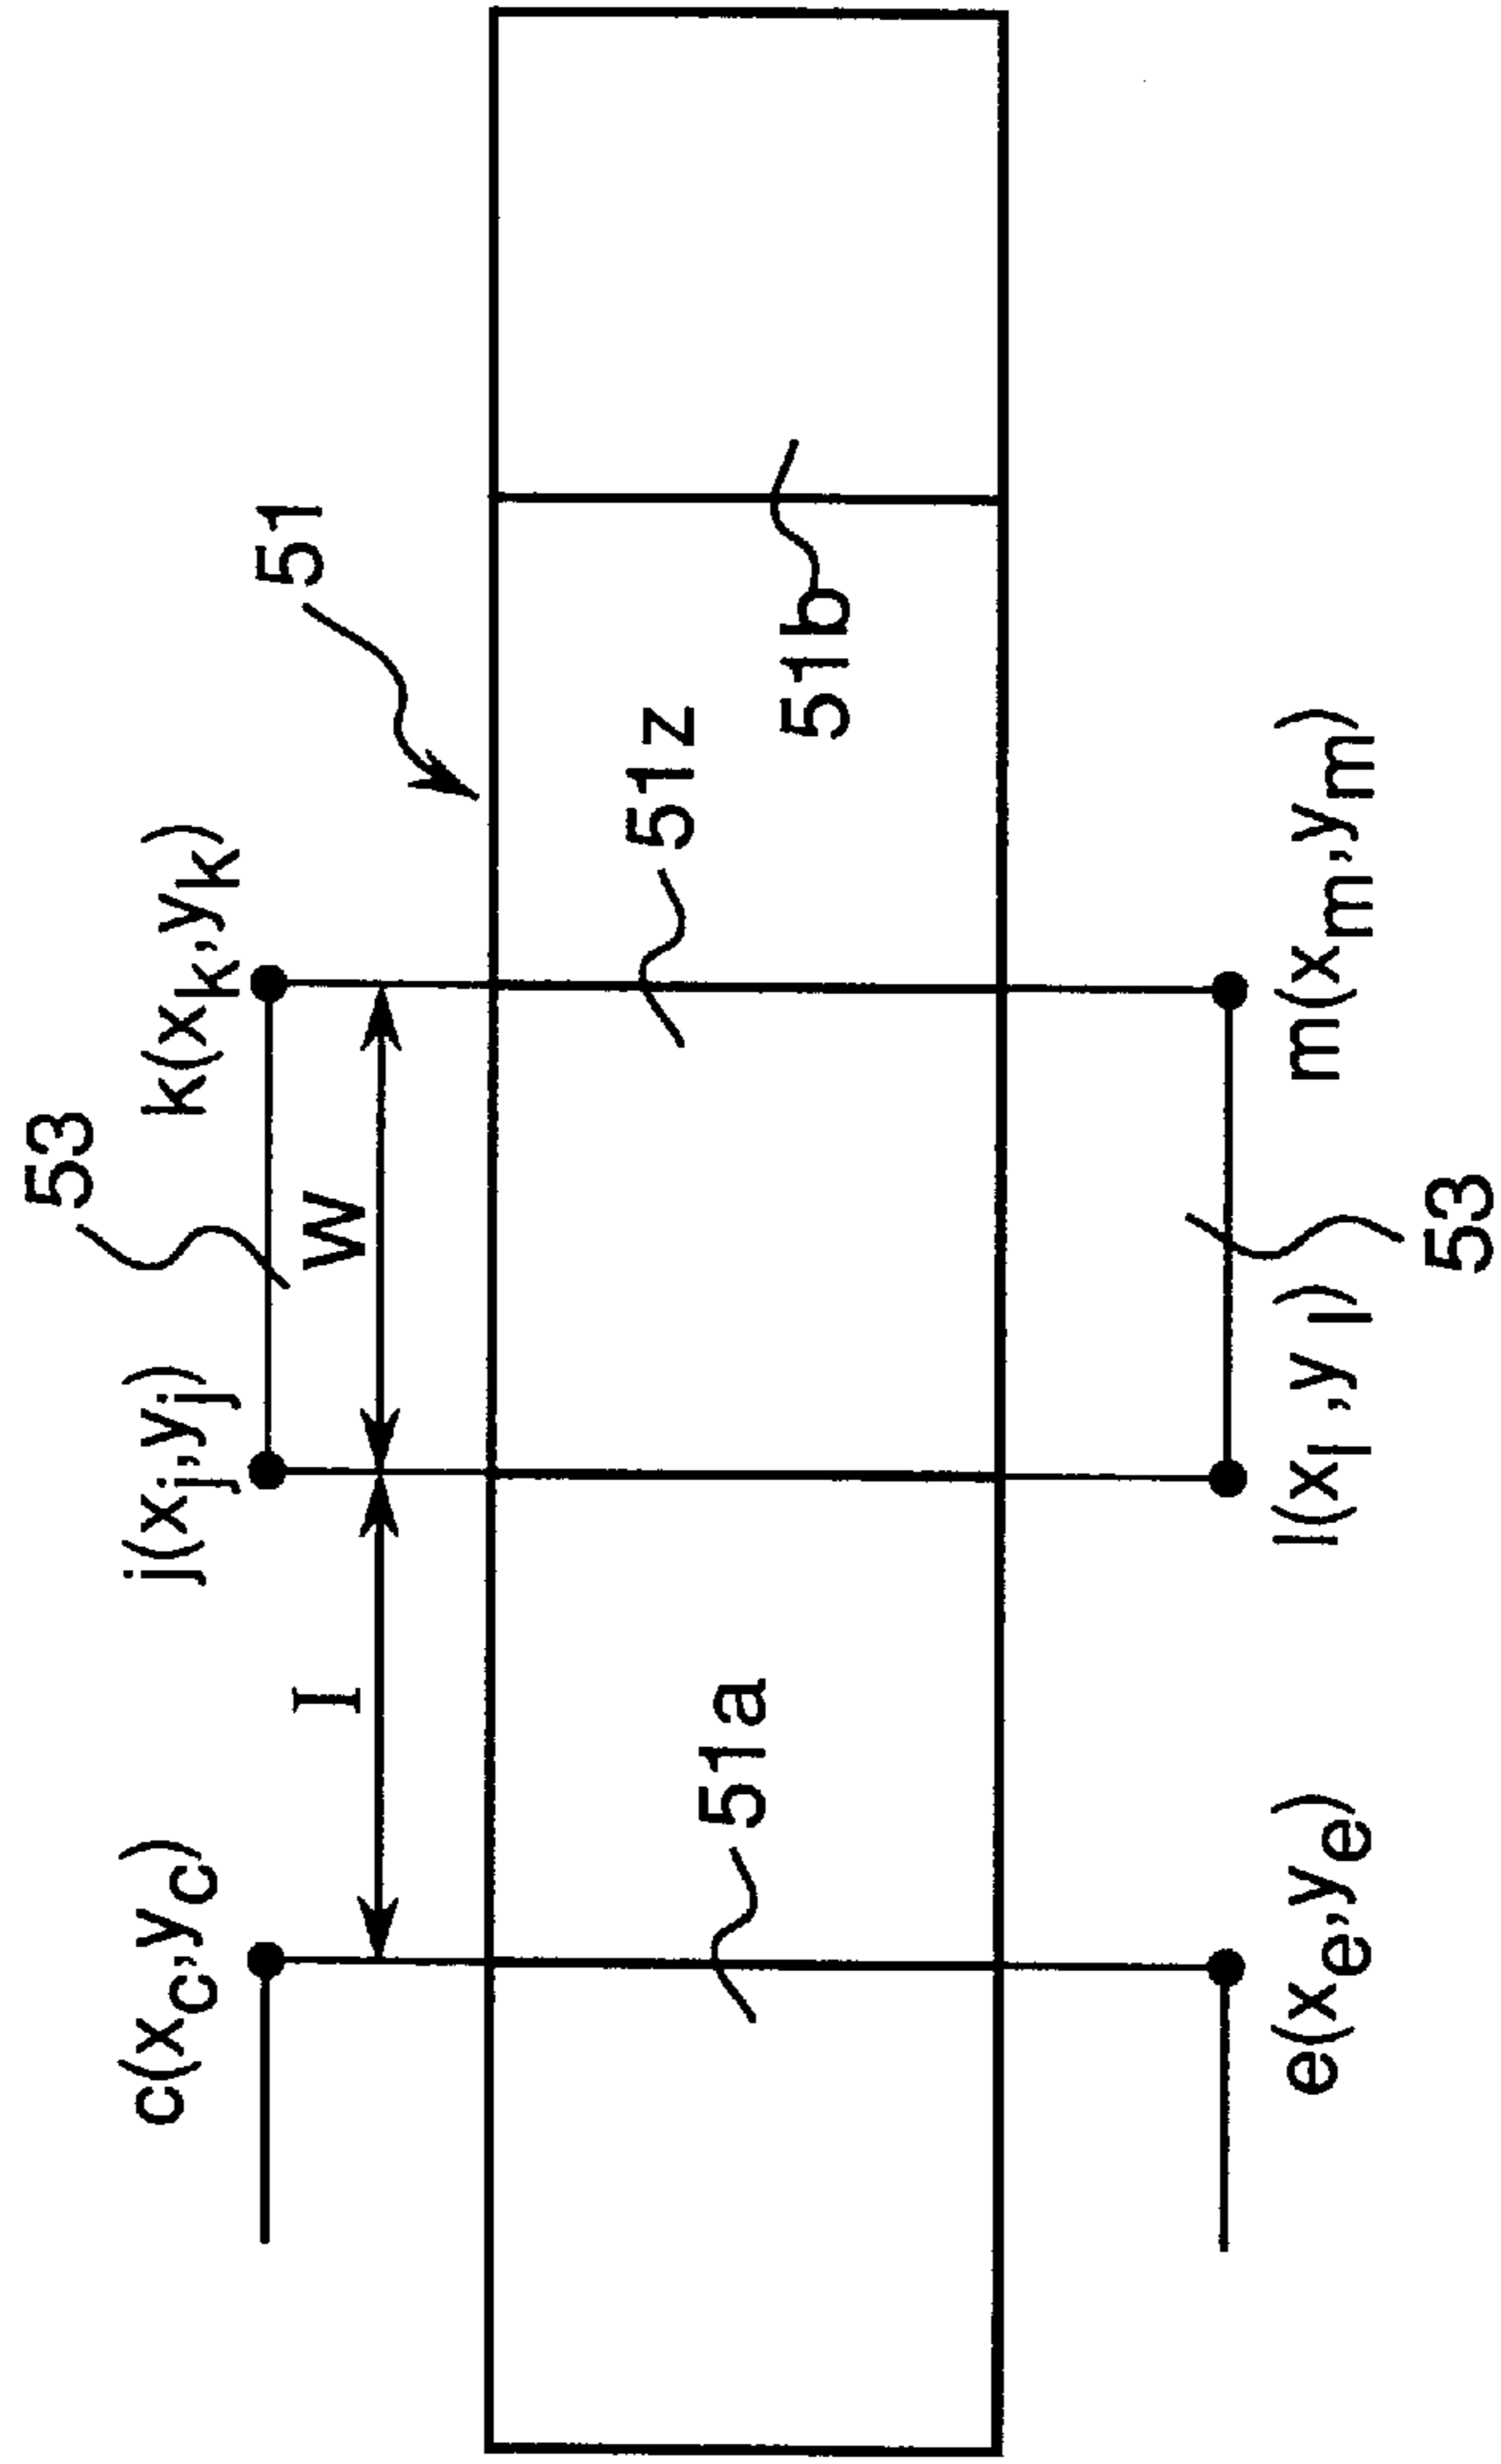 53
53
c(xc,yc)
j(xj,yj)
k(xk,yk)
51
I
W
51a
51z
51b
e(xe,ye)
l(xl,yl)
m(xm,ym)